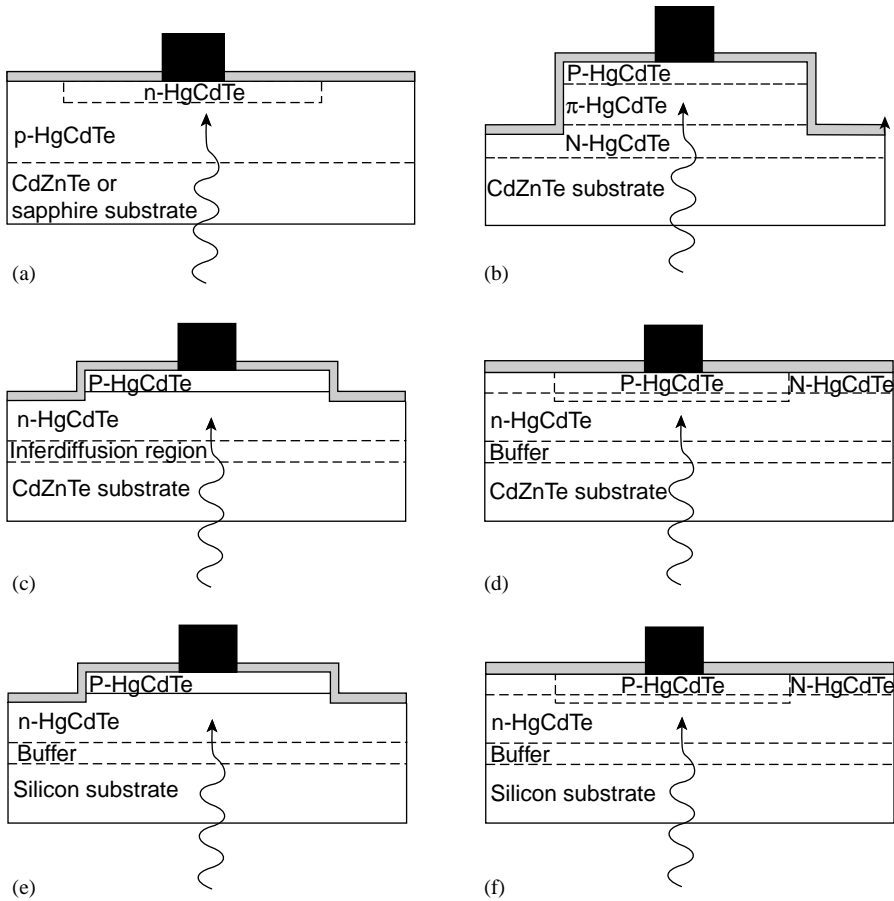 n-HgCdTe
p-HgCdTe
CdZnTe or
sapphire substrate
(a)
P-HgCdTe
π-HgCdTe
N-HgCdTe
CdZnTe substrate
(b)
P-HgCdTe
n-HgCdTe
Inferdiffusion region
CdZnTe substrate
(c)
P-HgCdTe N-HgCdTe
n-HgCdTe
Buffer
CdZnTe substrate
(d)
P-HgCdTe
n-HgCdTe
Buffer
Silicon substrate
(e)
P-HgCdTe N-HgCdTe
n-HgCdTe
Buffer
Silicon substrate
(f)